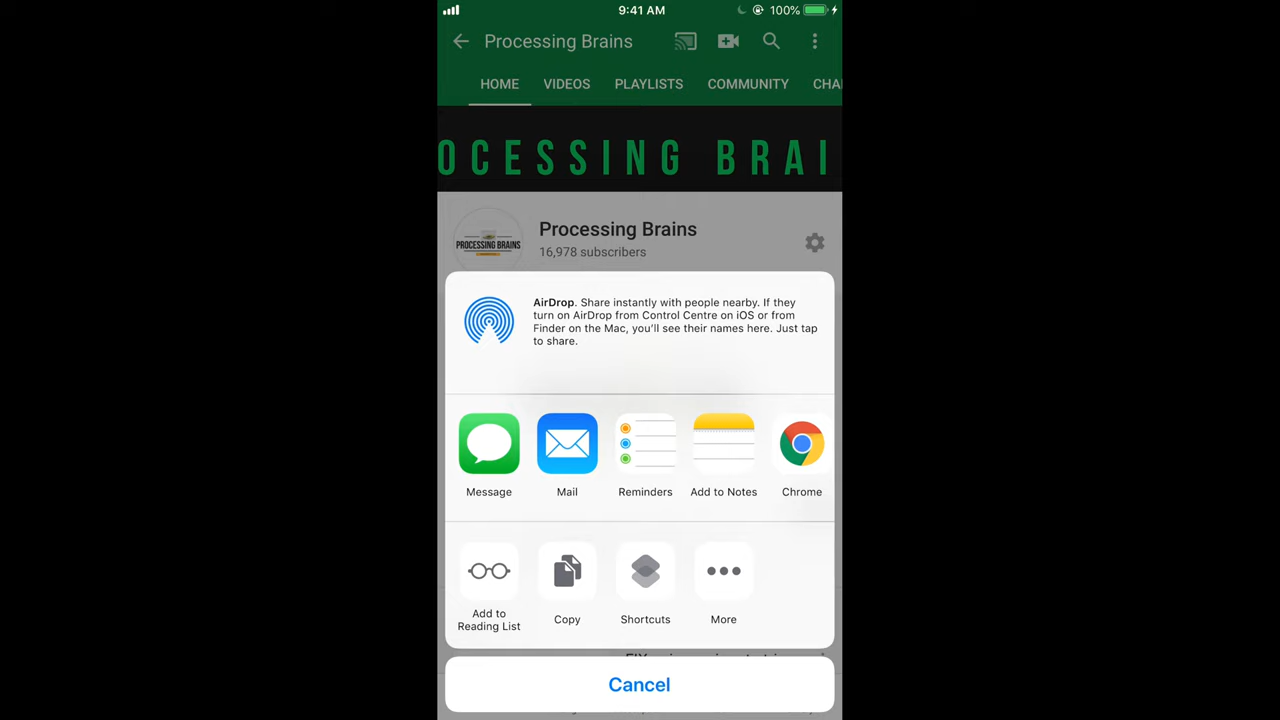 9:41 AM
100%
Processing Brains
HOME VIDEOS PLAYLISTS COMMUNITY CHA
OCESSING BRAI
PROCESSING BRAINS
Processing Brains
16,978 subscribers
AirDrop. Share instantly with people nearby. If they
turn on AirDrop from Control Centre on iOS or from
Finder on the Mac, you'll see their names here. Just tap
to share.
Message Mail Reminders Add to Notes Chrome
Add to
Reading List
Copy Shortcuts More
Cancel